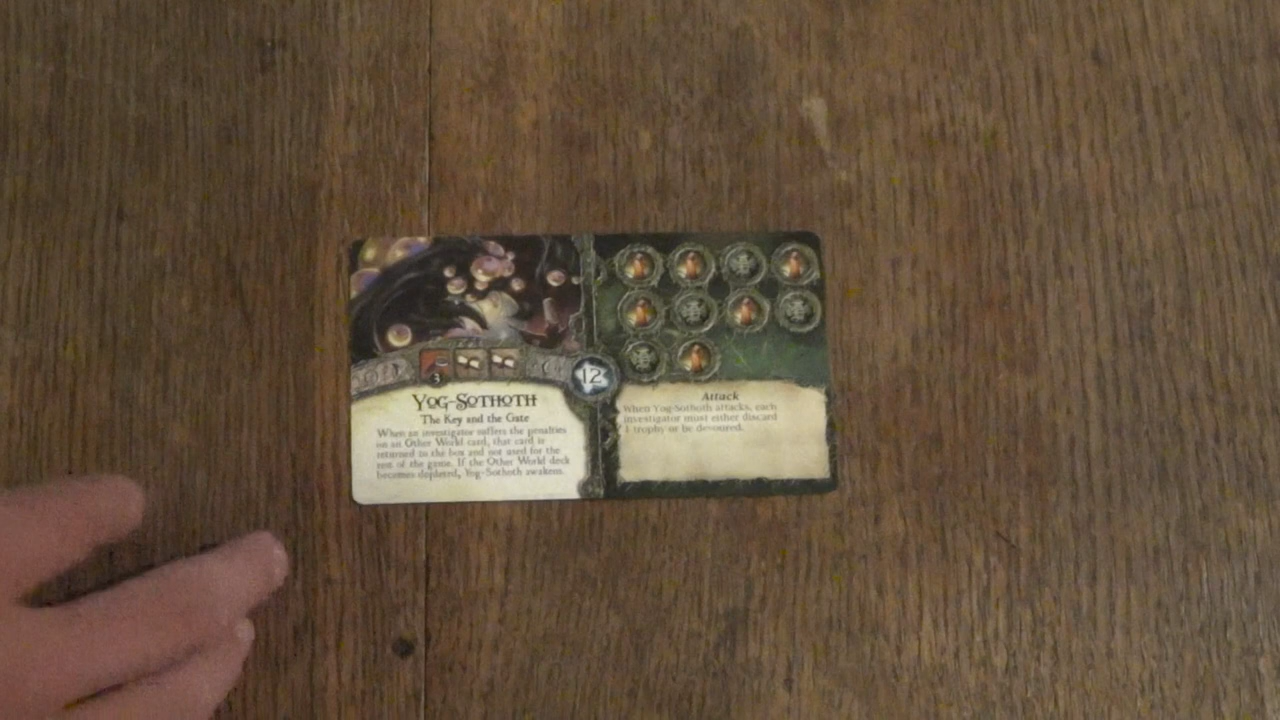 3
12
YOG-SOTHOTH
The Key and the Gate
When an investigator suffers the penalties
on an Other World card, that card is
returned to the box and not used for the
rest of the game. If the Other World deck
becomes depleted, Yog-Sothoth awakens.
Attack
When Yog-Sothoth attacks, each
investigator must either discard
1 trophy or be devoured.